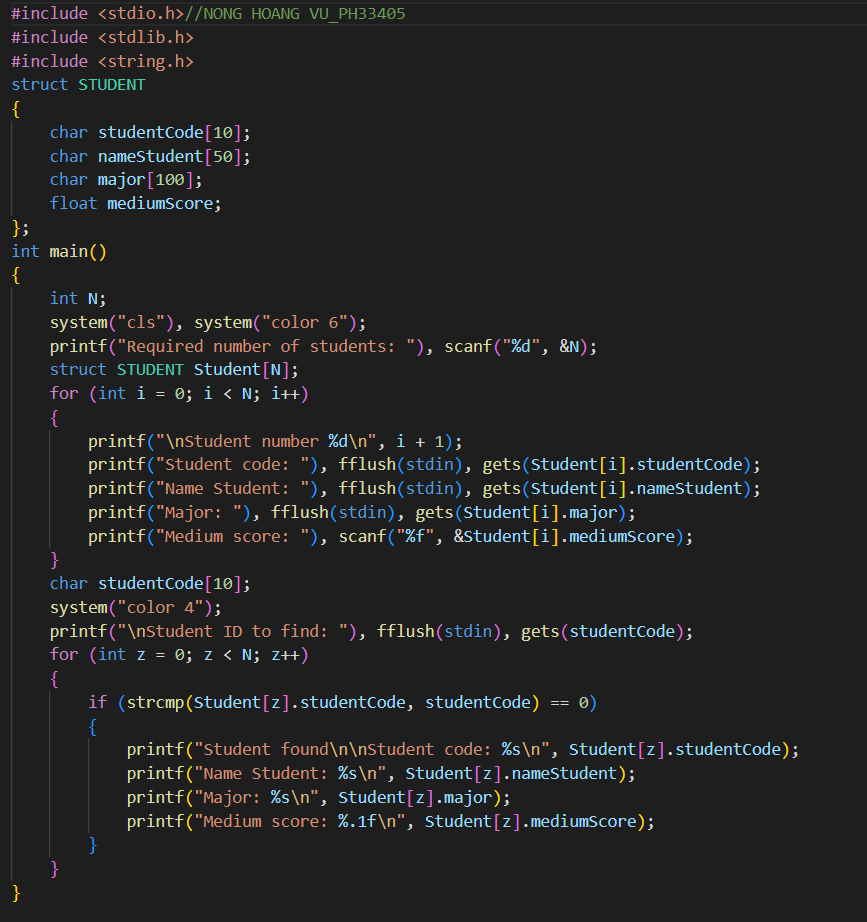 #include <stdio.h>//NONG HOANG VU_PH33405
#include <stdlib.h>
#include <string.h>
struct STUDENT
{
    char studentCode[10];
    char nameStudent[50];
    char major[100];
    float mediumScore;
};
int main()
{
    int N;
    system("cls"), system("color 6");
    printf("Required number of students: "), scanf("%d", &N);
    struct STUDENT Student[N];
    for (int i = 0; i < N; i++)
    {
        printf("\nStudent number %d\n", i + 1);
        printf("Student code: "), fflush(stdin), gets(Student[i].studentCode);
        printf("Name Student: "), fflush(stdin), gets(Student[i].nameStudent);
        printf("Major: "), fflush(stdin), gets(Student[i].major);
        printf("Medium score: "), scanf("%f", &Student[i].mediumScore);
    }
    char studentCode[10];
    system("color 4");
    printf("\nStudent ID to find: "), fflush(stdin), gets(studentCode);
    for (int z = 0; z < N; z++)
    {
        if (strcmp(Student[z].studentCode, studentCode) == 0)
        {
            printf("Student found\n\nStudent code: %s\n", Student[z].studentCode);
            printf("Name Student: %s\n", Student[z].nameStudent);
            printf("Major: %s\n", Student[z].major);
            printf("Medium score: %.1f\n", Student[z].mediumScore);
        }
    }
}